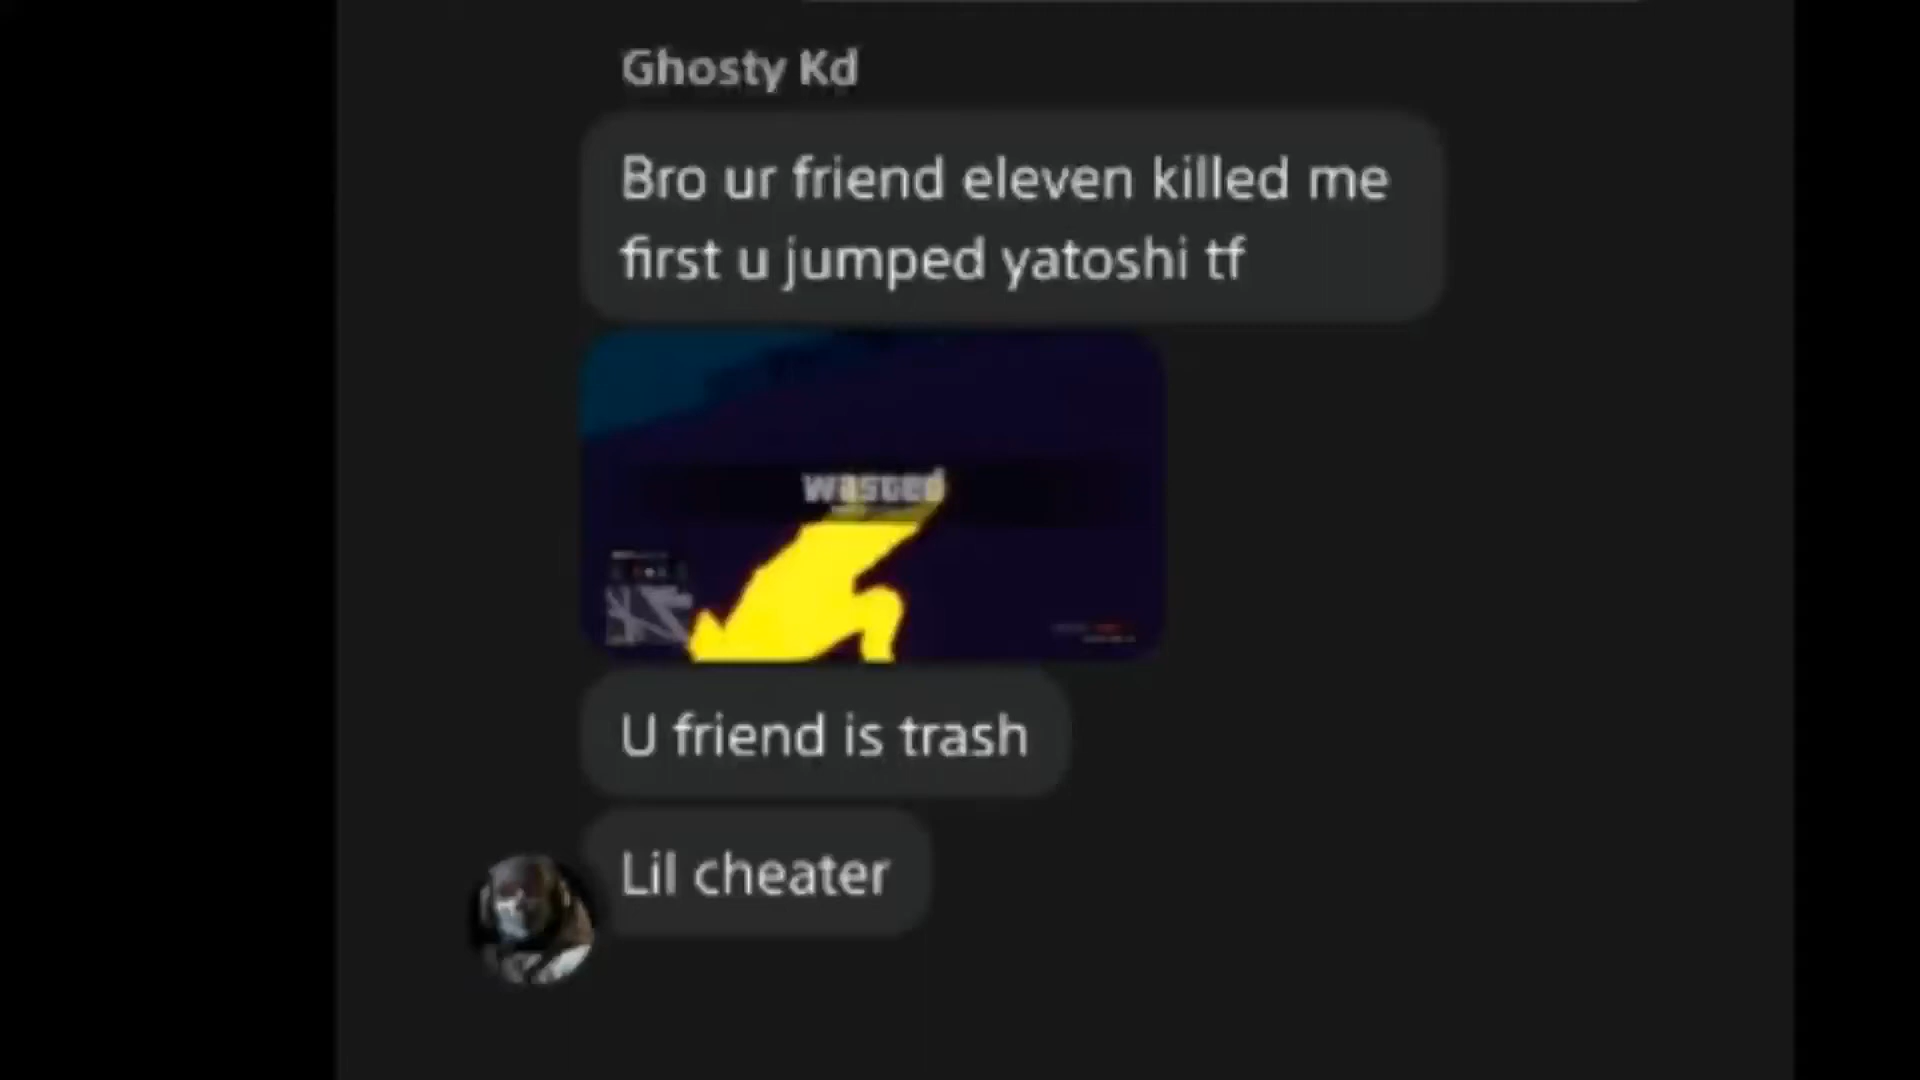 Ghosty Kd
Bro ur friend eleven killed me
first u jumped yatoshi tf
wasted
U friend is trash
Lil cheater